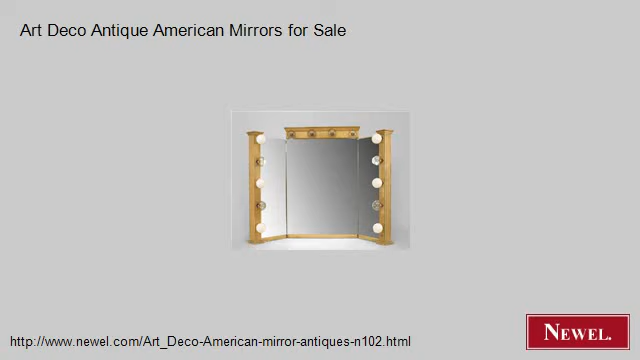 Art Deco Antique American Mirrors for Sale
http://www.newel.com/Art_Deco-American-mirror-antiques-n102.html
NEWEL.